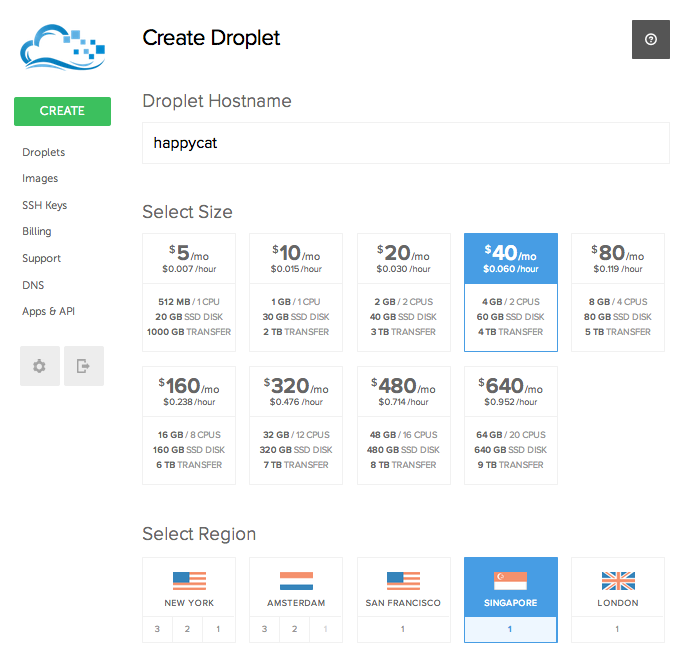 Create Droplet
CREATE
Droplets
Images
SSH Keys
Billing
Support
DNS
Apps & API
Droplet Hostname
happycat
Select Size
$5/mo
$0.007 /hour
512 MB / 1 CPU
20 GB SSD DISK
1000 GB TRANSFER
$10/mo
$0.015 /hour
1 GB / 1 CPU
30 GB SSD DISK
2 TB TRANSFER
$20/mo
$0.030 /hour
2 GB / 2 CPUS
40 GB SSD DISK
3 TB TRANSFER
$40/mo
$0.060 /hour
4 GB / 2 CPUS
60 GB SSD DISK
4 TB TRANSFER
$80/mo
$0.119 /hour
8 GB / 4 CPUS
80 GB SSD DISK
5 TB TRANSFER
$160/mo
$0.238 /hour
16 GB / 8 CPUS
160 GB SSD DISK
6 TB TRANSFER
$320/mo
$0.476 /hour
32 GB / 12 CPUS
320 GB SSD DISK
7 TB TRANSFER
$480/mo
$0.714 /hour
48 GB / 16 CPUS
480 GB SSD DISK
8 TB TRANSFER
$640/mo
$0.952 /hour
64 GB / 20 CPUS
640 GB SSD DISK
9 TB TRANSFER
Select Region
NEW YORK
3 2 1
AMSTERDAM
3 2 1
SAN FRANCISCO
1
SINGAPORE
1
LONDON
1